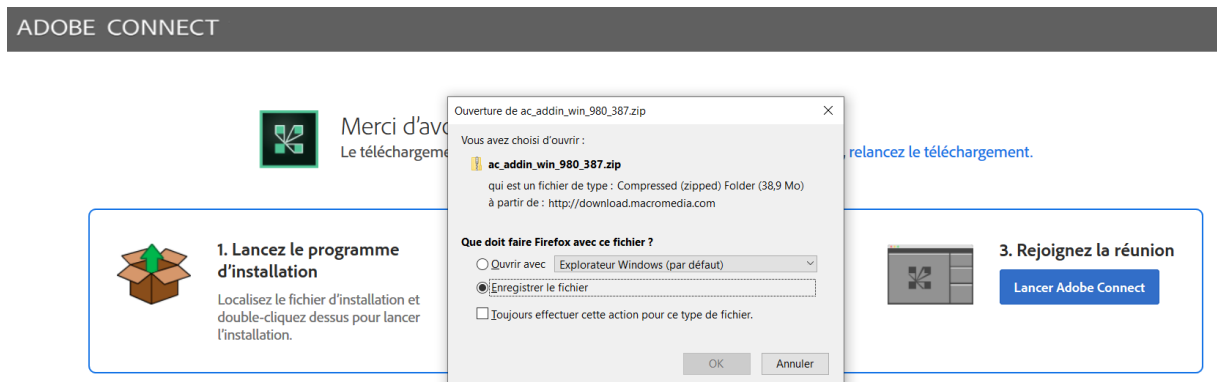 ADOBE CONNECT
Merci d'avo
Le téléchargeme
, relancez le téléchargement.
Ouverture de ac_addin_win_980_387.zip
Vous avez choisi d'ouvrir :
ac_addin_win_980_387.zip
qui est un fichier de type : Compressed (zipped) Folder (38,9 Mo)
à partir de : http://download.macromedia.com
Que doit faire Firefox avec ce fichier ?
Ouvrir avec Explorateur Windows (par défaut)
Enregistrer le fichier
Toujours effectuer cette action pour ce type de fichier.
OK Annuler
1. Lancez le programme
d'installation
Localisez le fichier d'installation et
double-cliquez dessus pour lancer
l'installation.
3. Rejoignez la réunion
Lancer Adobe Connect